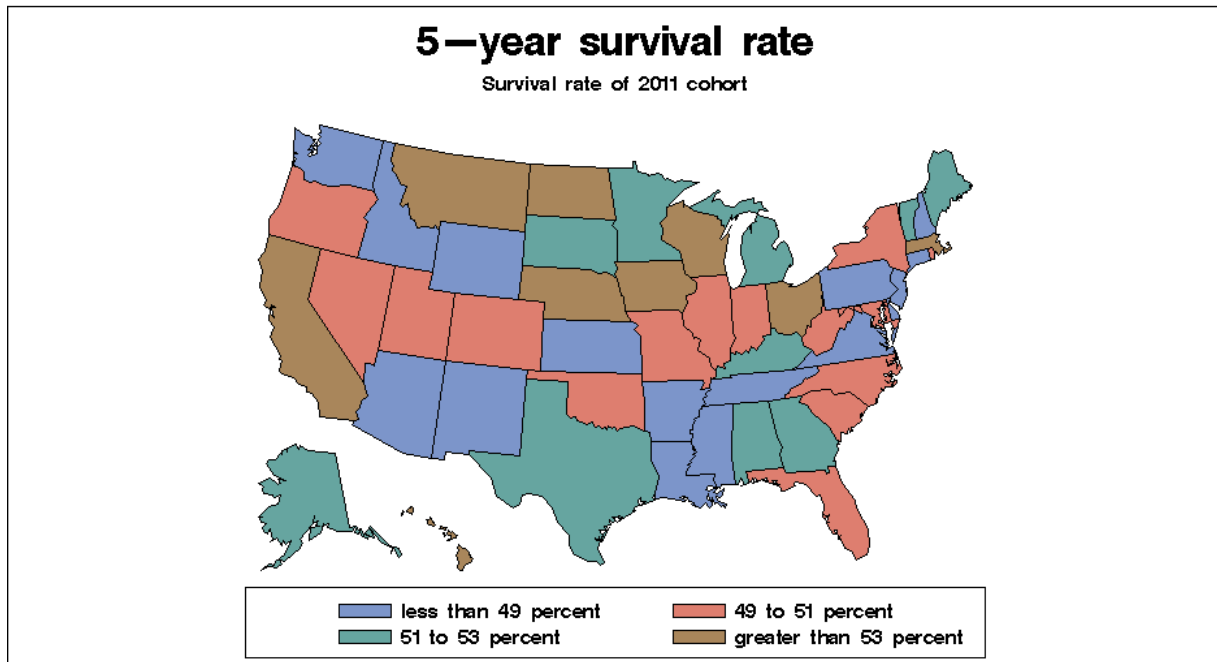 5—year survival rate
Survival rate of 2011 cohort
less than 49 percent 49 to 51 percent
51 to 53 percent greater than 53 percent